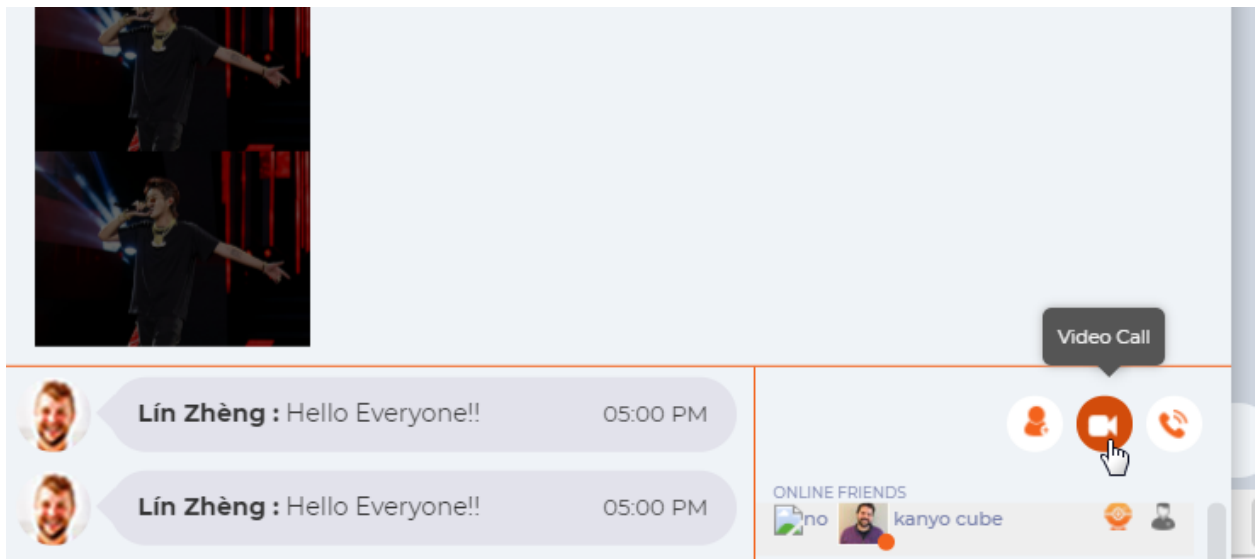 Video Call
Lín Zhèng : Hello Everyone!! 05:00 PM
Lín Zhèng : Hello Everyone!! 05:00 PM
ONLINE FRIENDS
no kanyo cube